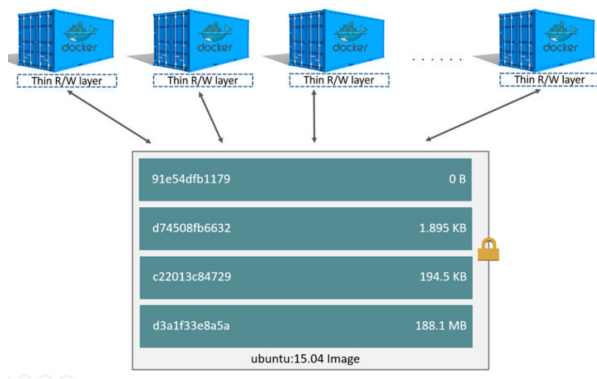 docker docker docker docker
Thin R/W layer Thin R/W layer Thin R/W layer ...... Thin R/W layer
91e54dfb1179 0 B
d74508fb6632 1.895 KB
c22013c84729 194.5 KB
d3a1f33e8a5a 188.1 MB
ubuntu:15.04 Image